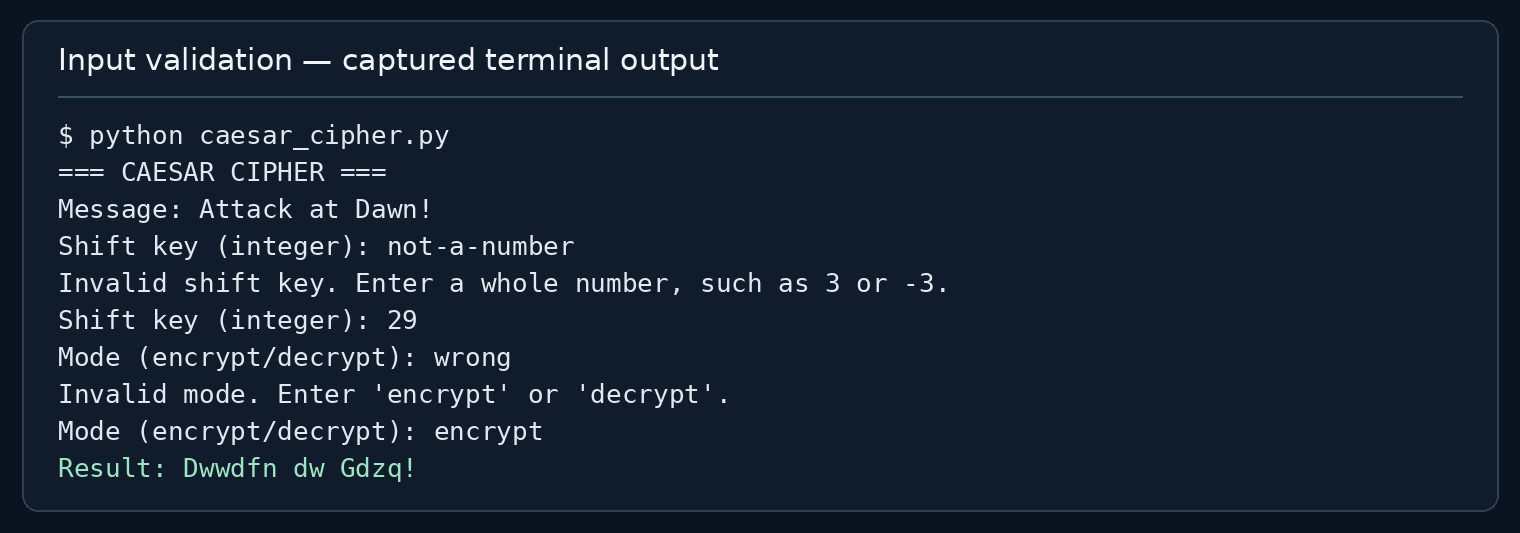 Input validation — captured terminal output
$ python caesar_cipher.py
=== CAESAR CIPHER ===
Message: Attack at Dawn!
Shift key (integer): not-a-number
Invalid shift key. Enter a whole number, such as 3 or -3.
Shift key (integer): 29
Mode (encrypt/decrypt): wrong
Invalid mode. Enter 'encrypt' or 'decrypt'.
Mode (encrypt/decrypt): encrypt
Result: Dwwdfn dw Gdzq!